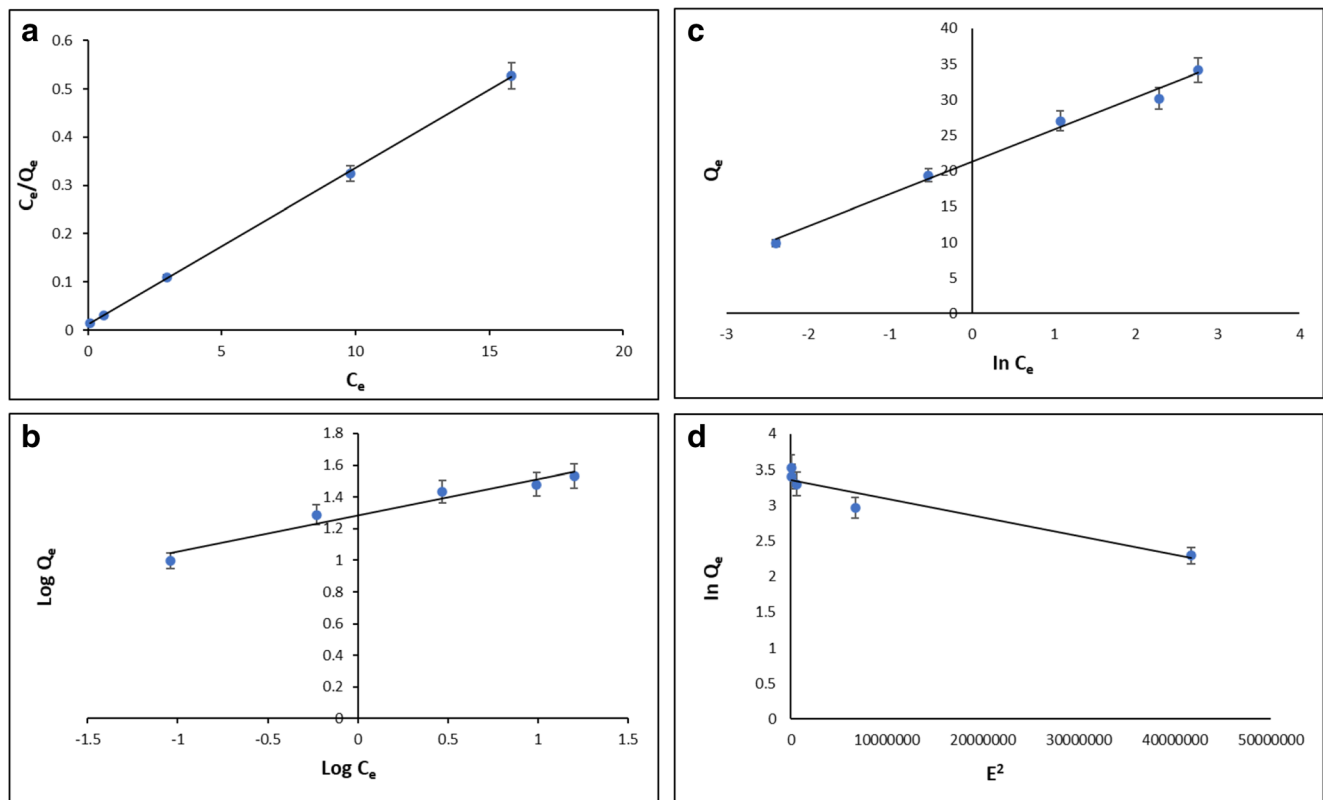 a
0.6
0.5
0.4
0.3
0.2
0.1
0
0 5 10 15 20
Cₑ/Qₑ
Cₑ
c
40
35
30
25
20
15
10
5
0
-3 -2 -1 0 1 2 3 4
Qₑ
ln Cₑ
b
1.8
1.6
1.4
1.2
1
0.8
0.6
0.4
0.2
0
-1.5 -1 -0.5 0 0.5 1 1.5
Log Qₑ
Log Cₑ
d
4
3.5
3
2.5
2
1.5
1
0.5
0
0 10000000 20000000 30000000 40000000 50000000
ln Qₑ
E²